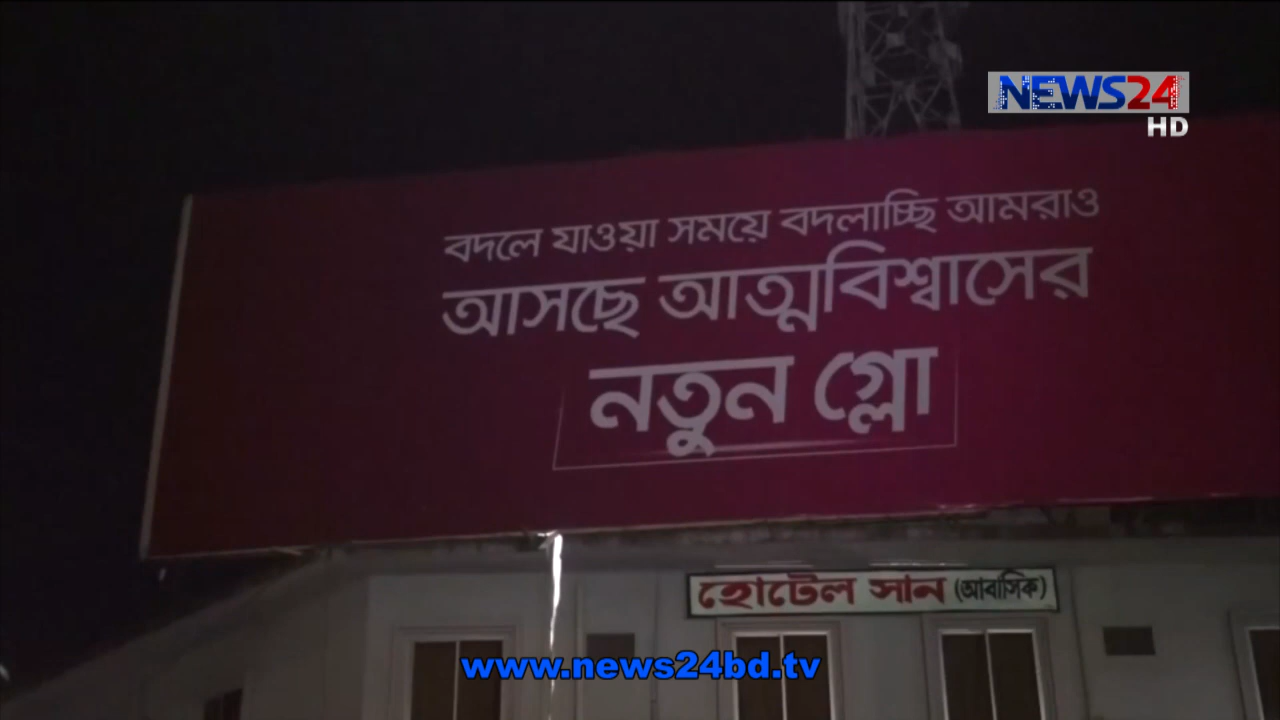 NEWS24
HD
বদলে যাওয়া সময়ে বদলাচ্ছি আমরাও
আসছে আত্মবিশ্বাসের
নতুন গ্লো
হোটেল সান (আবাসিক)
www.news24bd.tv